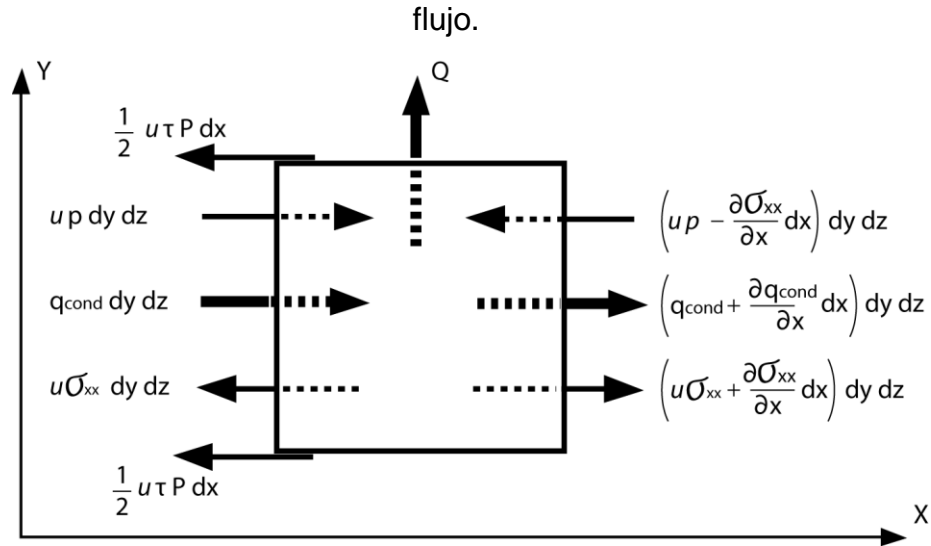 flujo.
Y
Q
1/2 u τ P dx
u p dy dz
(u p − ∂σxx/∂x dx) dy dz
qcond dy dz
(qcond + ∂qcond/∂x dx) dy dz
uσxx dy dz
(uσxx + ∂σxx/∂x dx) dy dz
1/2 u τ P dx
X